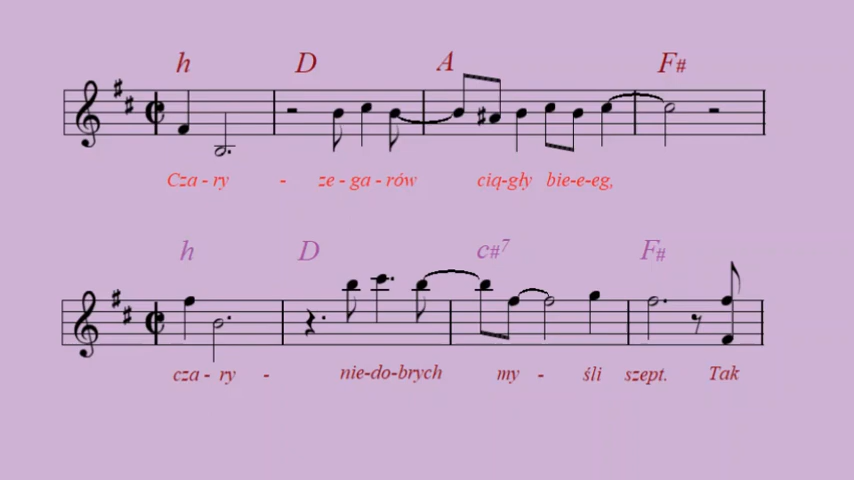 h D A F#
Cza - ry - ze - ga - rów cią-gły bie-e-eg,
h D c#7 F#
cza - ry - nie-do-brych my - śli szept. Tak